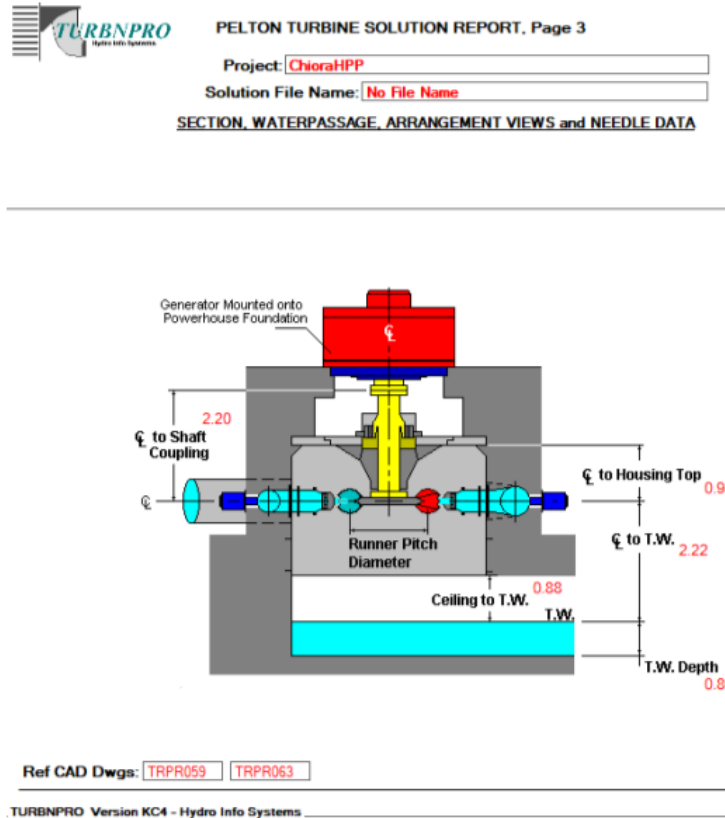 TURBNPRO
Hydro Info Systems
PELTON TURBINE SOLUTION REPORT, Page 3
Project: ChioraHPP
Solution File Name: No File Name
SECTION, WATERPASSAGE, ARRANGEMENT VIEWS and NEEDLE DATA
Generator Mounted onto
Powerhouse Foundation
℄
2.20
℄ to Shaft
Coupling
℄ to Housing Top
0.9
℄
℄ to T.W.
2.22
Runner Pitch
Diameter
0.88
Ceiling to T.W.
T.W.
T.W. Depth
0.8
Ref CAD Dwgs: TRPR059 TRPR063
TURBNPRO Version KC4 - Hydro Info Systems